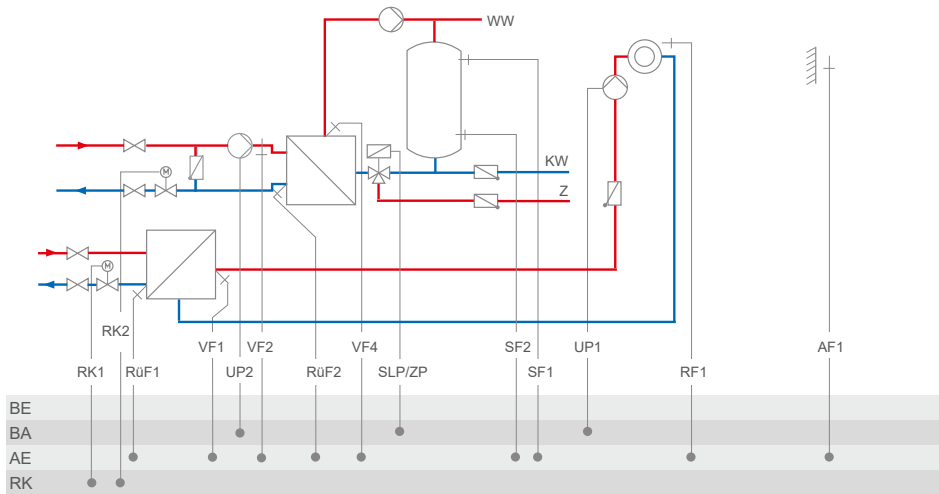 WW
KW
Z
M
M
RK2
VF1
VF2
VF4
SF2
UP1
AF1
RK1
RüF1
UP2
RüF2
SLP/ZP
SF1
RF1
BE
BA
AE
RK